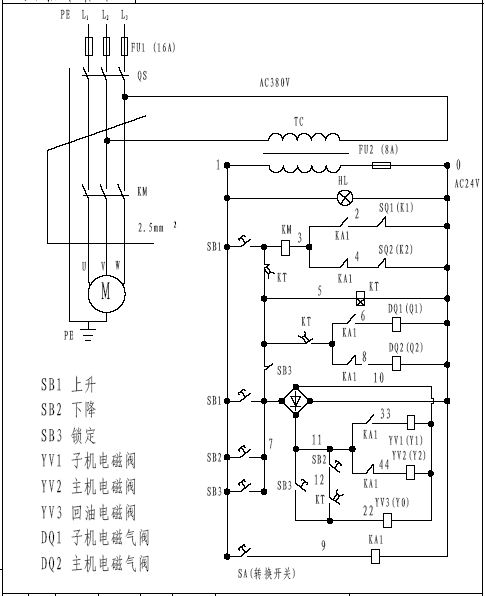 PE L₁ L₂ L₃
FU1 (16A)
QS
AC380V
TC
FU2 (8A)
1
0
HL
AC24V
KM
2 SQ1(K1)
2.5mm ²
KM
SB1
3
KA1
4 SQ2(K2)
KT
KA1
U V W
5 KT
M
DQ1(Q1)
6
KT
KA1
PE
DQ2(Q2)
8
SB3
KA1
10
SB1 上升
SB1
SB2 下降
33
SB3 锁定
KA1 YV1(Y1)
7 11
YV2 (Y2)
YV1 子机电磁阀
SB2 SB2
44
YV2 主机电磁阀
SB3 12 KA1
SB3 KT
YV3 回油电磁阀
YV3(Y0)
22
DQ1 子机电磁气阀
9 KA1
DQ2 主机电磁气阀
SA(转换开关)